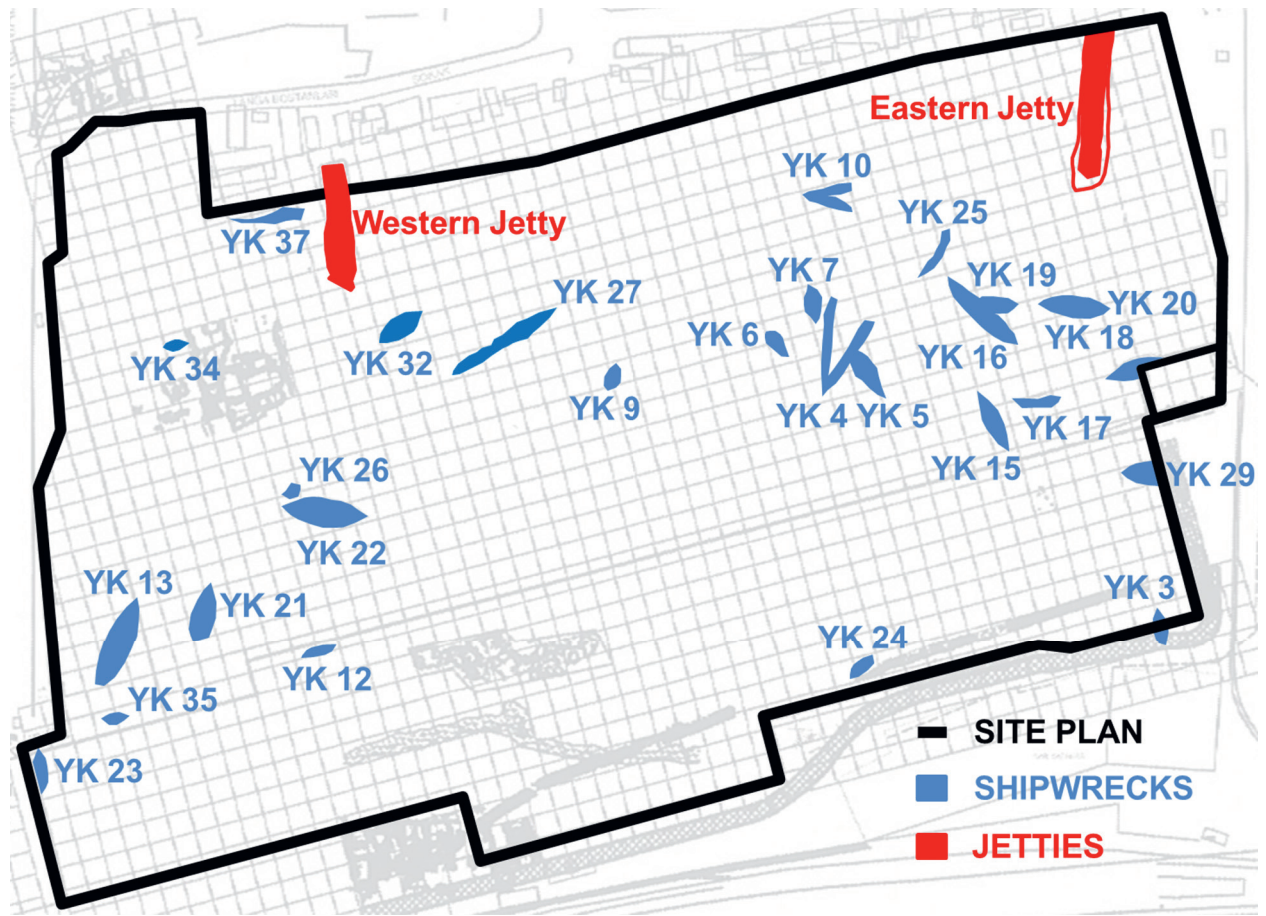 LANGA BOSTANLARI
Eastern Jetty
YK 10
YK 25
Western Jetty
YK 37
YK 7
YK 19
YK 27
YK 20
YK 6
YK 18
YK 34
YK 32
YK 16
YK 9
YK 4 YK 5
YK 17
YK 15
YK 26
YK 29
YK 22
YK 13
YK 21
YK 3
YK 24
YK 12
YK 35
YK 23
SITE PLAN
SHIPWRECKS
JETTIES